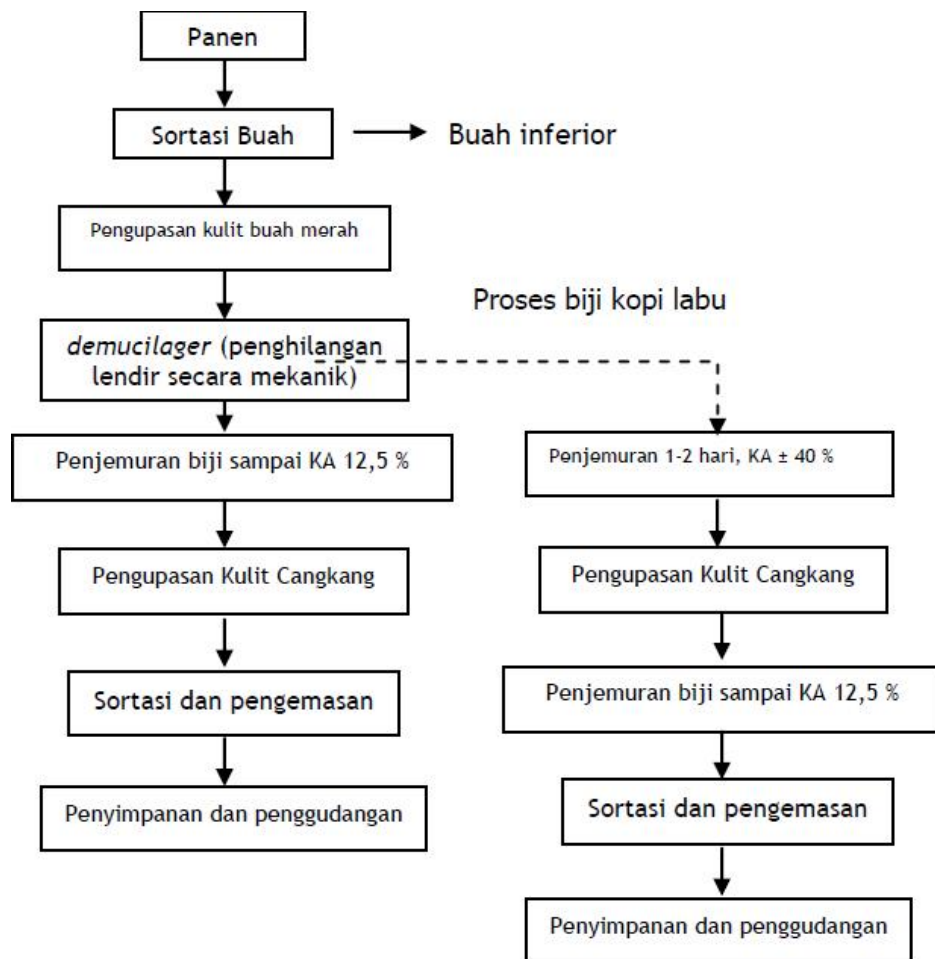 Panen
Sortasi Buah
Buah inferior
Pengupasan kulit buah merah
Proses biji kopi labu
demucilager (penghilangan
lendir secara mekanik)
Penjemuran biji sampai KA 12,5 %
Pengupasan Kulit Cangkang
Sortasi dan pengemasan
Penyimpanan dan penggudangan
Penjemuran 1-2 hari, KA ± 40 %
Pengupasan Kulit Cangkang
Penjemuran biji sampai KA 12,5 %
Sortasi dan pengemasan
Penyimpanan dan penggudangan